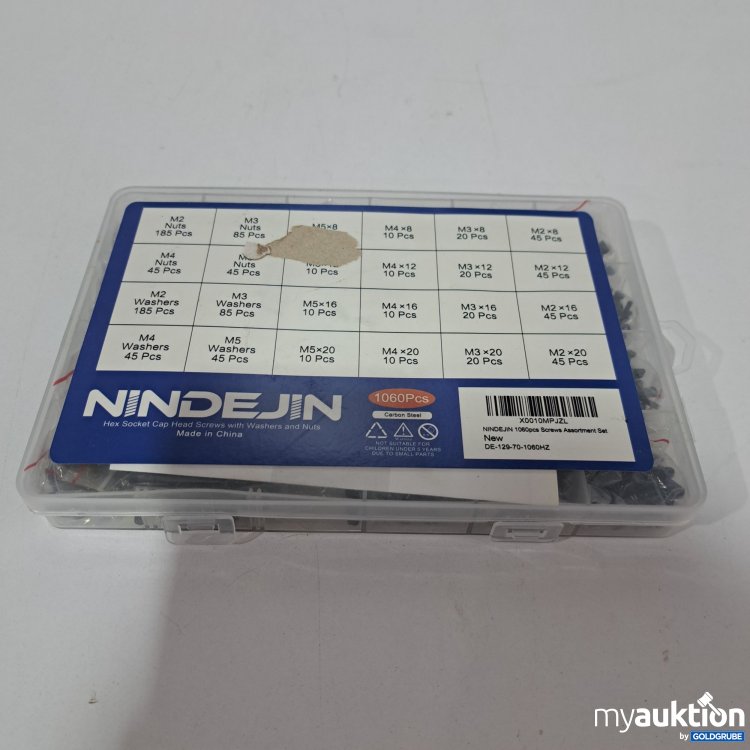 M2 Nuts 185 Pcs
M3 Nuts 85 Pcs
M5×8
M4 ×8 10 Pcs
M3 ×8 20 Pcs
M2 ×8 45 Pcs
M4 Nuts 45 Pcs
Nuts 45 Pcs
10 Pcs
M4 ×12 10 Pcs
M3 ×12 20 Pcs
M2 ×12 45 Pcs
M2 Washers 185 Pcs
M3 Washers 85 Pcs
M5×16 10 Pcs
M4 ×16 10 Pcs
M3 ×16 20 Pcs
M2 ×16 45 Pcs
M4 Washers 45 Pcs
M5 Washers 45 Pcs
M5×20 10 Pcs
M4 ×20 10 Pcs
M3 ×20 20 Pcs
M2 ×20 45 Pcs
NINDEJIN
Hex Socket Cap Head Screws with Washers and Nuts
Made in China
1060Pcs
Carbon Steel
NOT SUITABLE FOR
CHILDREN UNDER 5 YEARS
DUE TO SMALL PARTS
X0010MPJZL
NINDEJIN 1060pcs Screws Assortment Set
New
DE-129-70-1060HZ
myauktion
by GOLDGRUBE